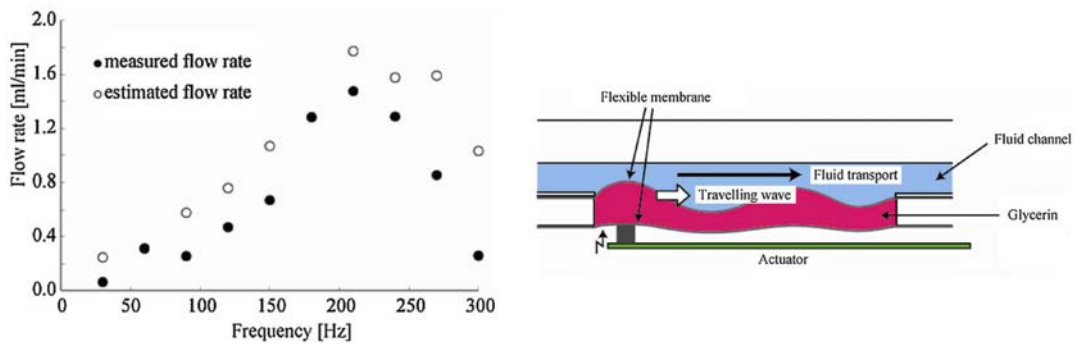 2.0
1.6
1.2
0.8
0.4
0.0
Flow rate [ml/min]
measured flow rate
estimated flow rate
0 50 100 150 200 250 300
Frequency [Hz]
Flexible membrane
Fluid channel
Fluid transport
Travelling wave
Glycerin
Actuator